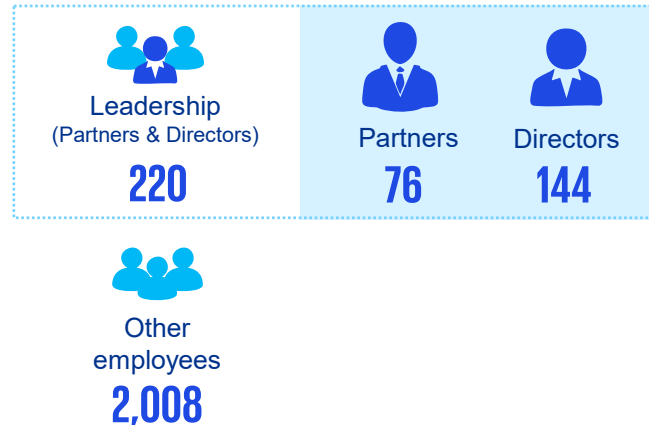 Leadership
(Partners & Directors)
220
Partners
76
Directors
144
Other
employees
2,008